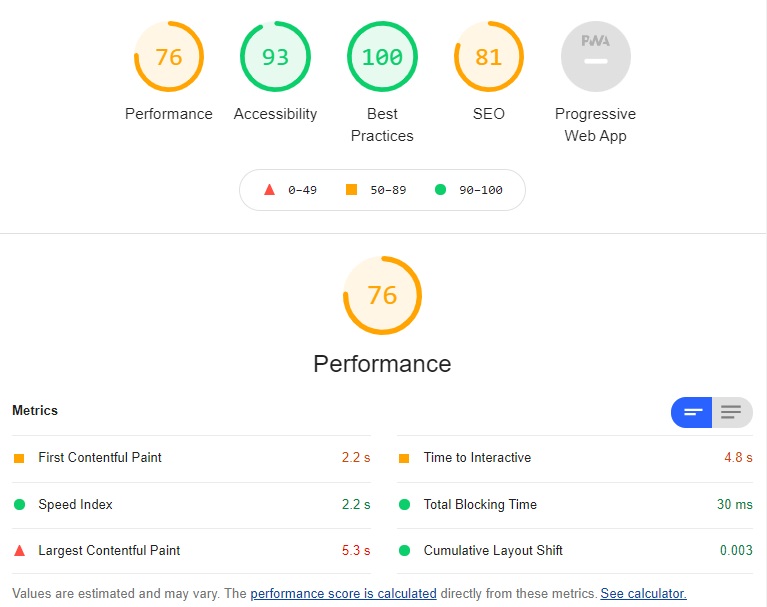 76 93 100 81 PWA
Performance Accessibility Best Practices SEO Progressive Web App
0–49 50–89 90–100
76
Performance
Metrics
First Contentful Paint 2.2 s
Time to Interactive 4.8 s
Speed Index 2.2 s
Total Blocking Time 30 ms
Largest Contentful Paint 5.3 s
Cumulative Layout Shift 0.003
Values are estimated and may vary. The performance score is calculated directly from these metrics. See calculator.